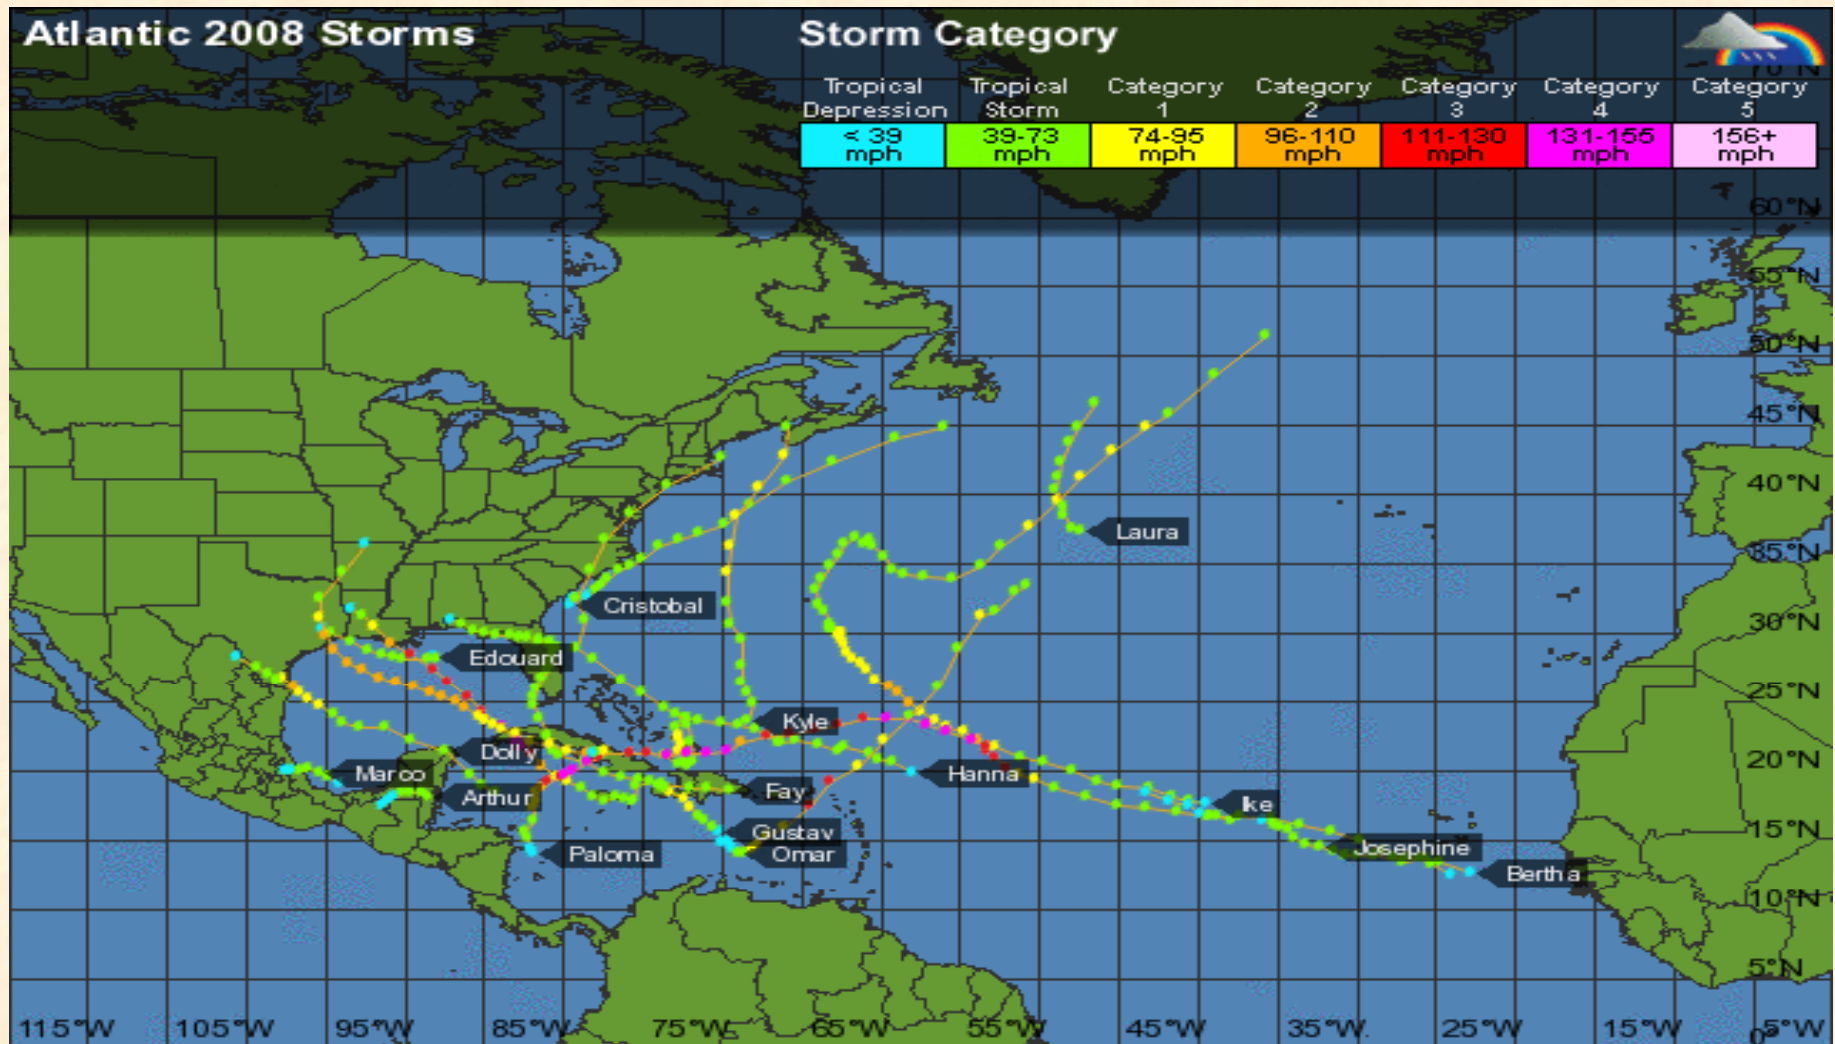 Atlantic 2008 Storms
Storm Category
Tropical Depression
Tropical Storm
Category 1
Category 2
Category 3
Category 4
Category 5
< 39 mph
39-73 mph
74-95 mph
96-110 mph
111-130 mph
131-155 mph
156+ mph
70°N
60°N
55°N
50°N
45°N
40°N
35°N
30°N
25°N
20°N
15°N
10°N
5°N
0°
Laura
Cristobal
Edouard
Kyle
Dolly
Marco
Hanna
Arthur
Fay
Ike
Gustav
Omar
Paloma
Josephine
Bertha
115°W
105°W
95°W
85°W
75°W
65°W
55°W
45°W
35°W
25°W
15°W
5°W